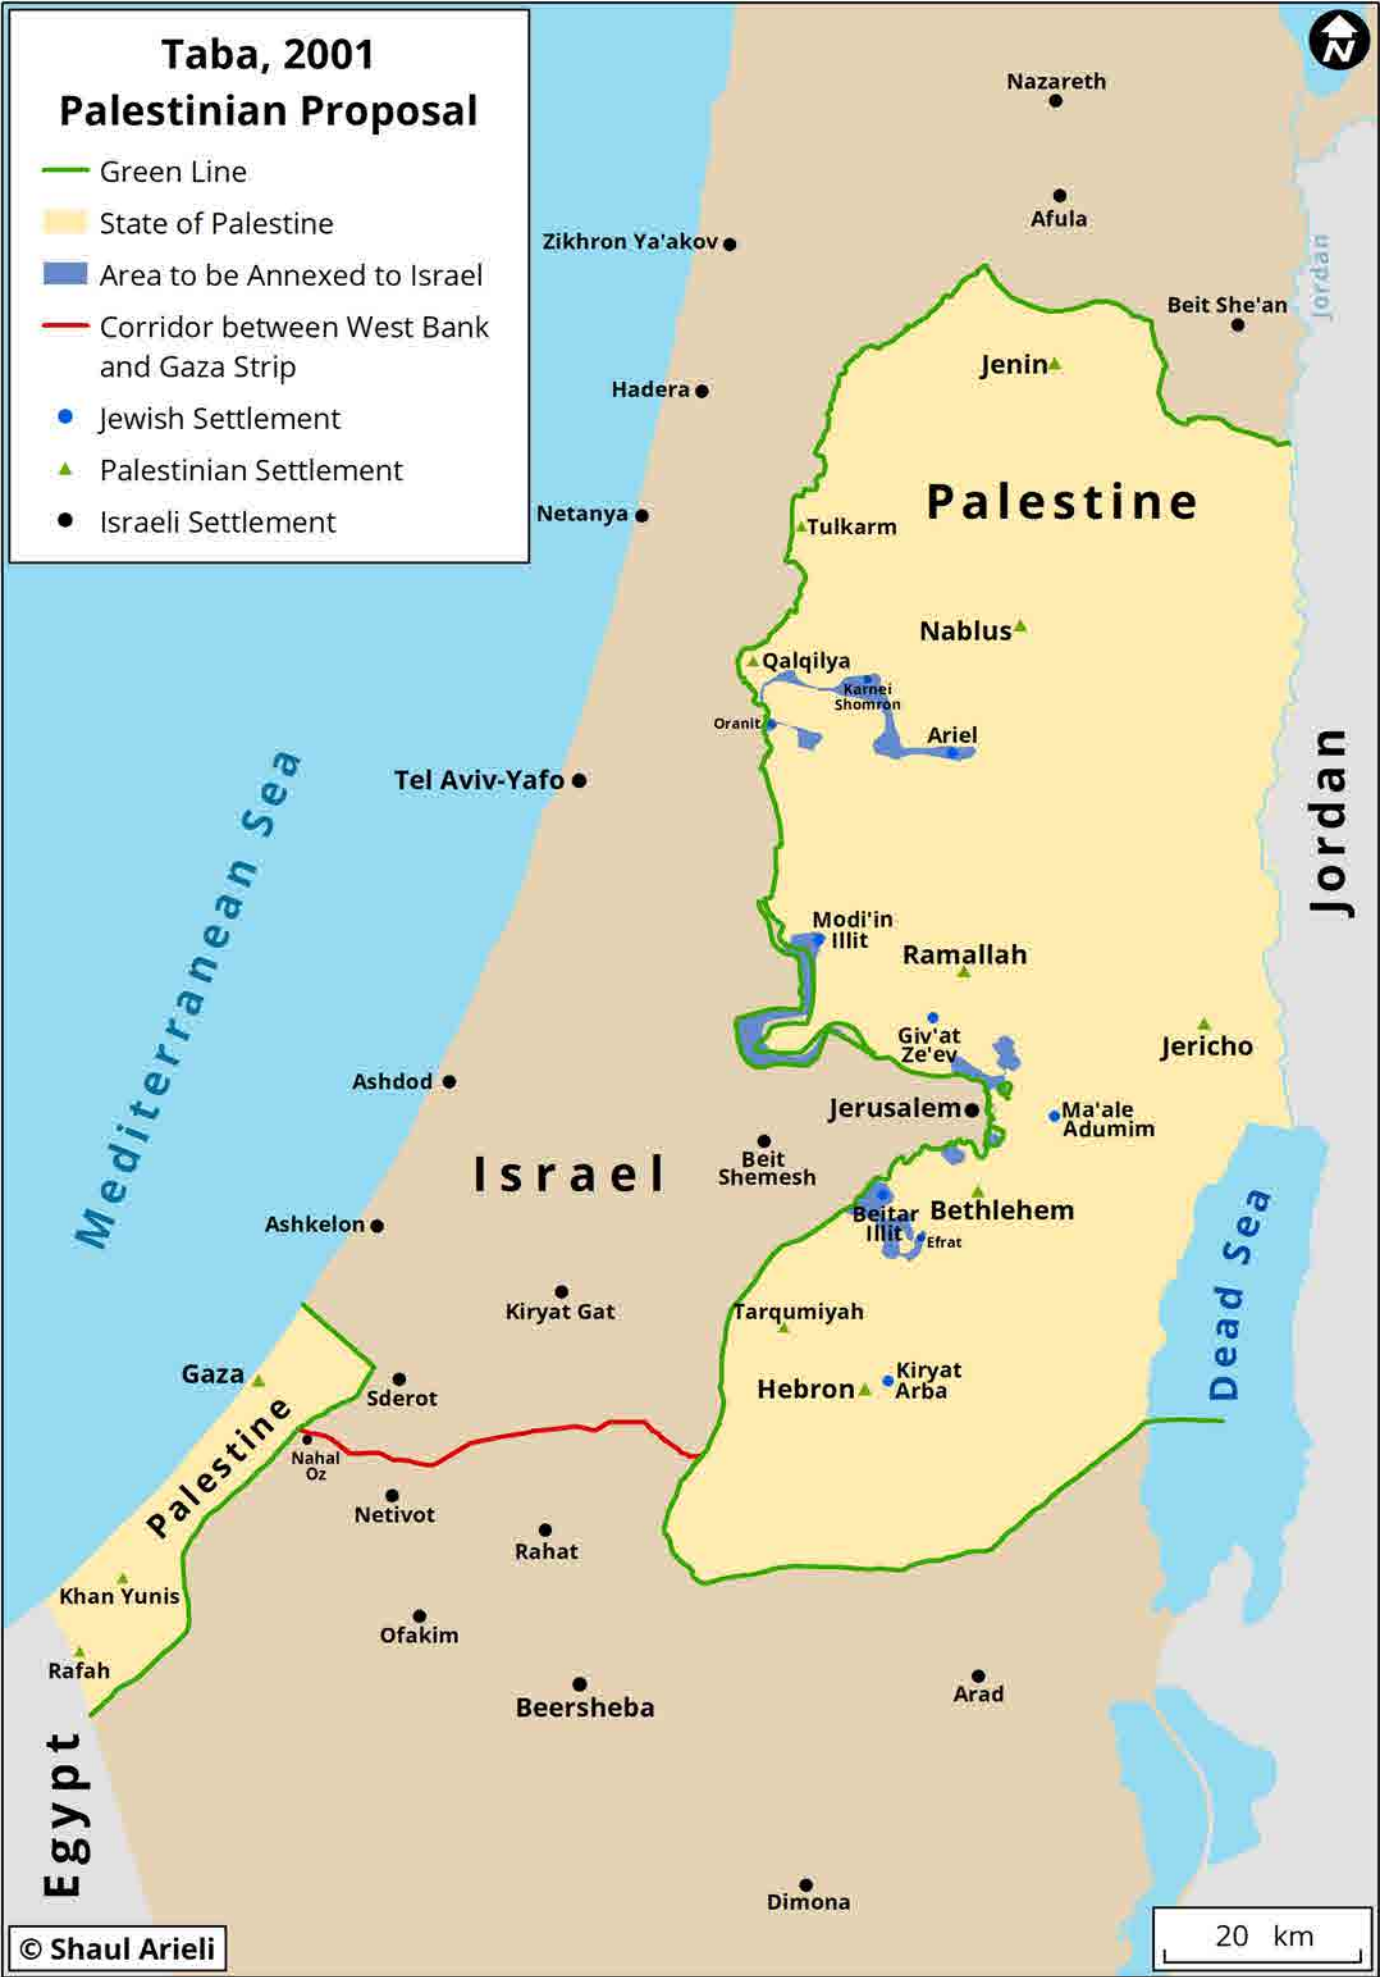 Taba, 2001
Palestinian Proposal
Green Line
State of Palestine
Area to be Annexed to Israel
Corridor between West Bank
and Gaza Strip
Jewish Settlement
Palestinian Settlement
Israeli Settlement
N
Nazareth
Afula
Zikhron Ya'akov
Jordan
Beit She'an
Jenin
Hadera
Palestine
Netanya
Tulkarm
Nablus
Qalqilya
Karnei
Shomron
Oranit
Ariel
Tel Aviv-Yafo
Jordan
Mediterranean Sea
Modi'in
Illit
Ramallah
Giv'at
Ze'ev
Jericho
Ashdod
Jerusalem
Ma'ale
Adumim
Beit
Shemesh
Israel
Beitar
Illit
Bethlehem
Efrat
Ashkelon
Dead Sea
Kiryat Gat
Tarqumiyah
Gaza
Sderot
Hebron
Kiryat
Arba
Palestine
Nahal
Oz
Netivot
Rahat
Khan Yunis
Ofakim
Rafah
Beersheba
Arad
Egypt
Dimona
© Shaul Arieli
20 km